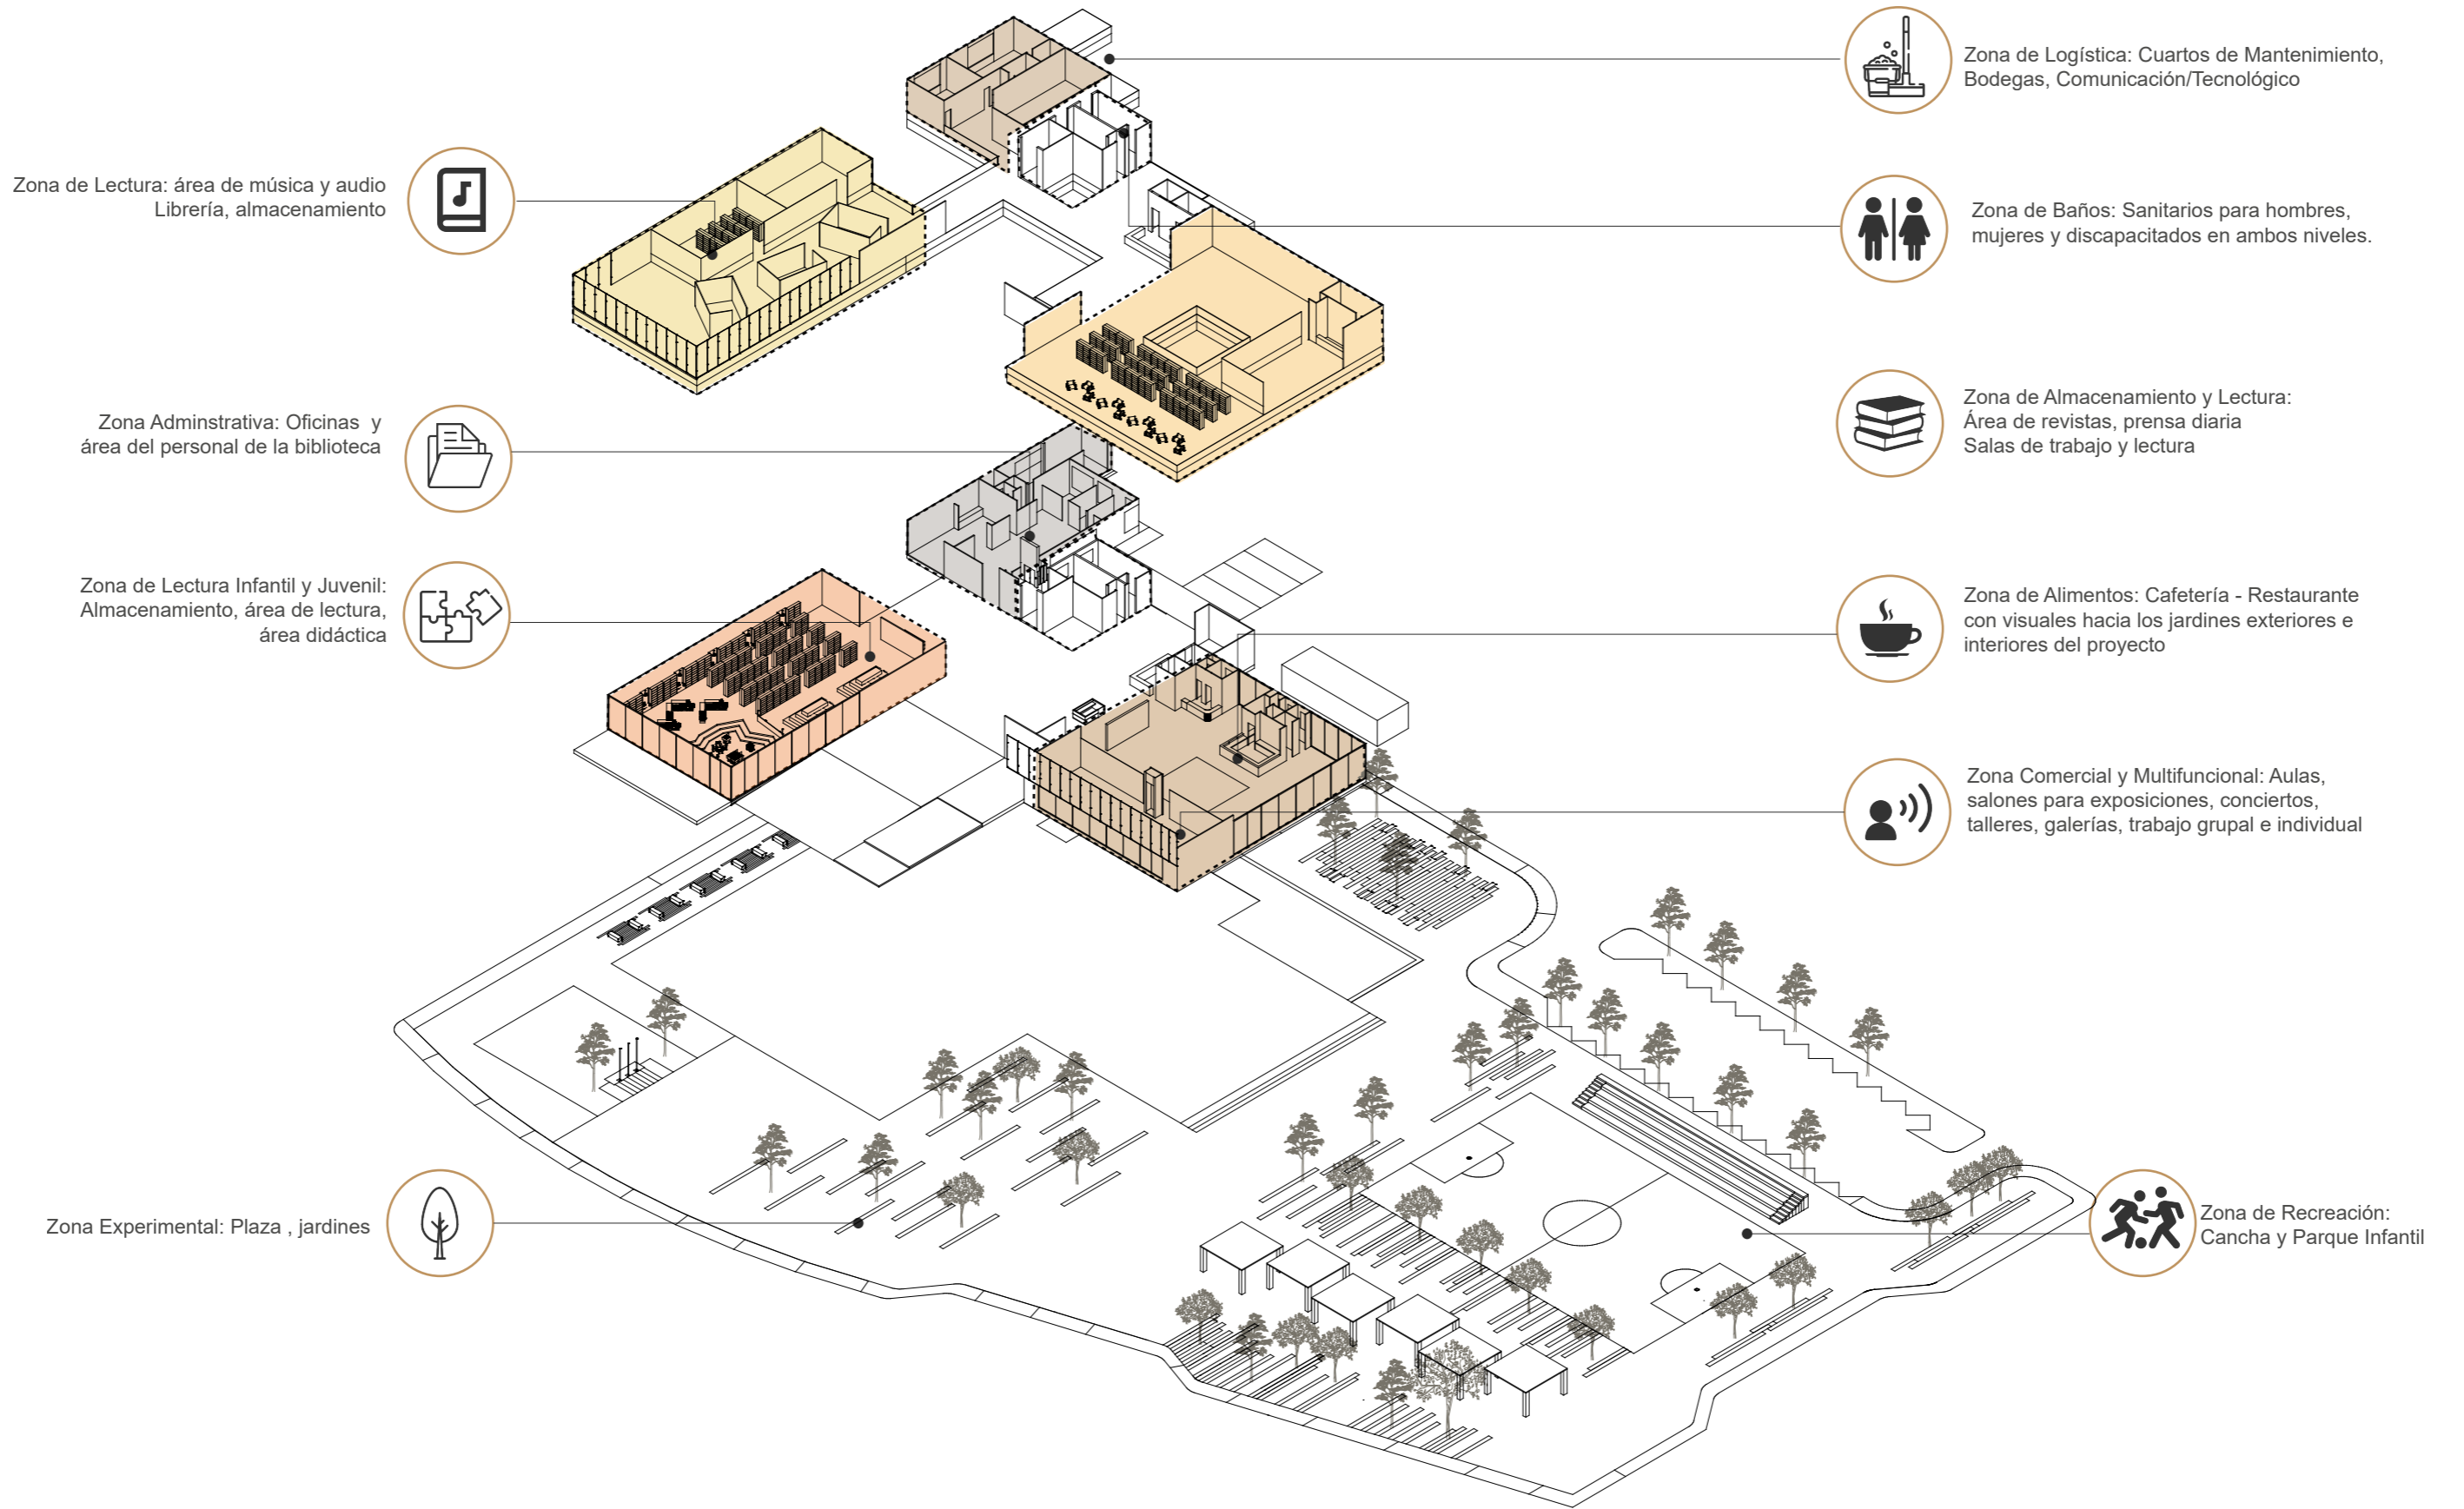 Zona de Logística: Cuartos de Mantenimiento,
Bodegas, Comunicación/Tecnológico
Zona de Lectura: área de música y audio
Librería, almacenamiento
Zona de Baños: Sanitarios para hombres,
mujeres y discapacitados en ambos niveles.
Zona Adminstrativa: Oficinas y
área del personal de la biblioteca
Zona de Almacenamiento y Lectura:
Área de revistas, prensa diaria
Salas de trabajo y lectura
Zona de Lectura Infantil y Juvenil:
Almacenamiento, área de lectura,
área didáctica
Zona de Alimentos: Cafetería - Restaurante
con visuales hacia los jardines exteriores e
interiores del proyecto
Zona Comercial y Multifuncional: Aulas,
salones para exposiciones, conciertos,
talleres, galerías, trabajo grupal e individual
Zona Experimental: Plaza , jardines
Zona de Recreación:
Cancha y Parque Infantil